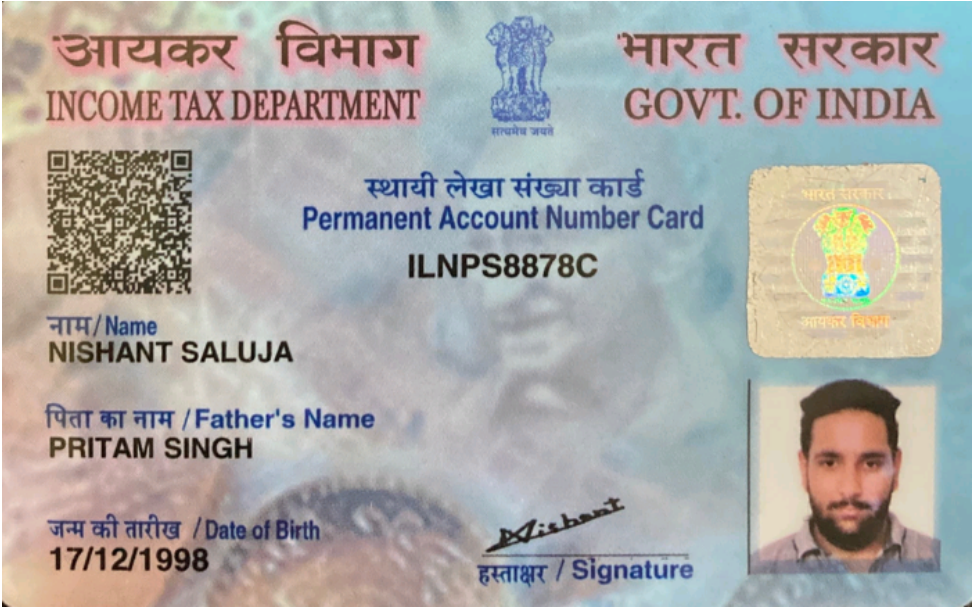 आयकर विभाग
INCOME TAX DEPARTMENT
सत्यमेव जयते
भारत सरकार
GOVT. OF INDIA
स्थायी लेखा संख्या कार्ड
Permanent Account Number Card
ILNPS8878C
भारत सरकार
आयकर विभाग
नाम/Name
NISHANT SALUJA
पिता का नाम /Father's Name
PRITAM SINGH
जन्म की तारीख /Date of Birth
17/12/1998
Nishant
हस्ताक्षर / Signature